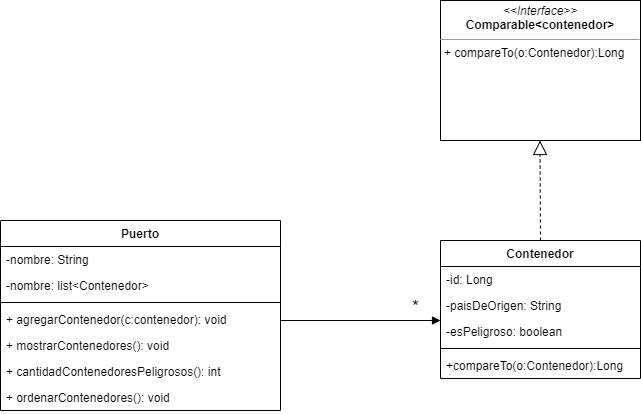 <<Interface>>
Comparable<contenedor>
+ compareTo(o:Contenedor):Long
Puerto
-nombre: String
-nombre: list<Contenedor>
+ agregarContenedor(c:contenedor): void
+ mostrarContenedores(): void
+ cantidadContenedoresPeligrosos(): int
+ ordenarContenedores(): void
*
Contenedor
-id: Long
-paisDeOrigen: String
-esPeligroso: boolean
+compareTo(o:Contenedor):Long